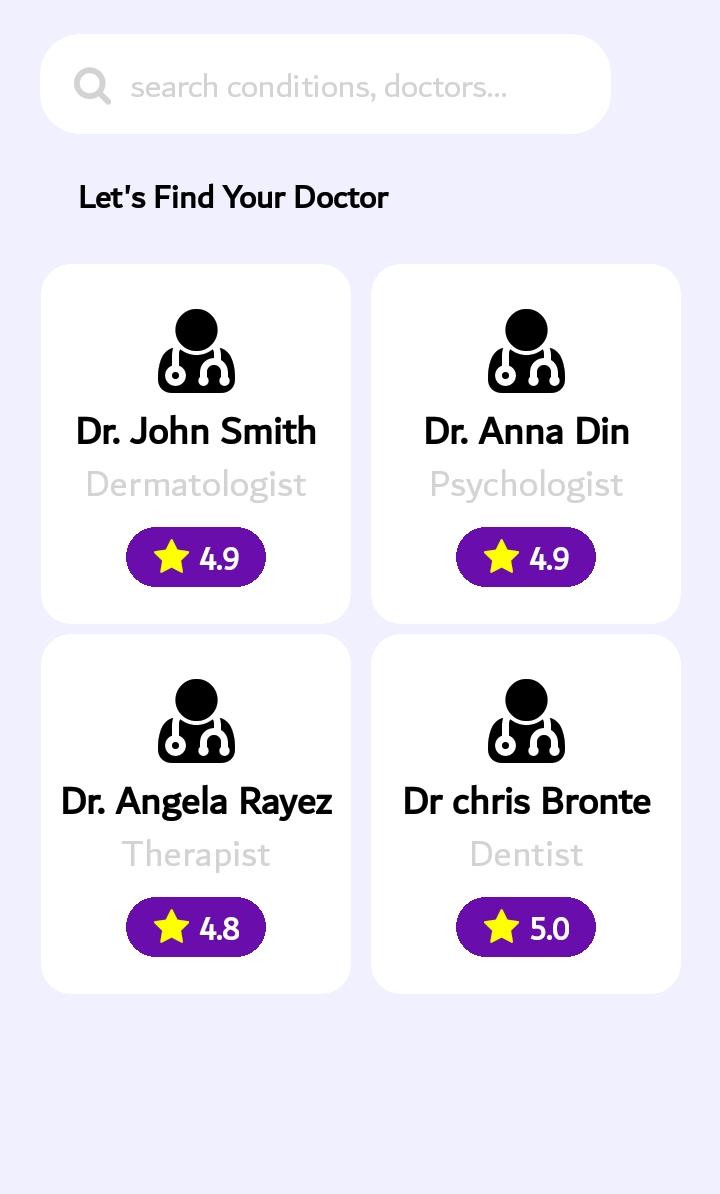 search conditions, doctors...
Let's Find Your Doctor
Dr. John Smith
Dermatologist
4.9
Dr. Anna Din
Psychologist
4.9
Dr. Angela Rayez
Therapist
4.8
Dr chris Bronte
Dentist
5.0